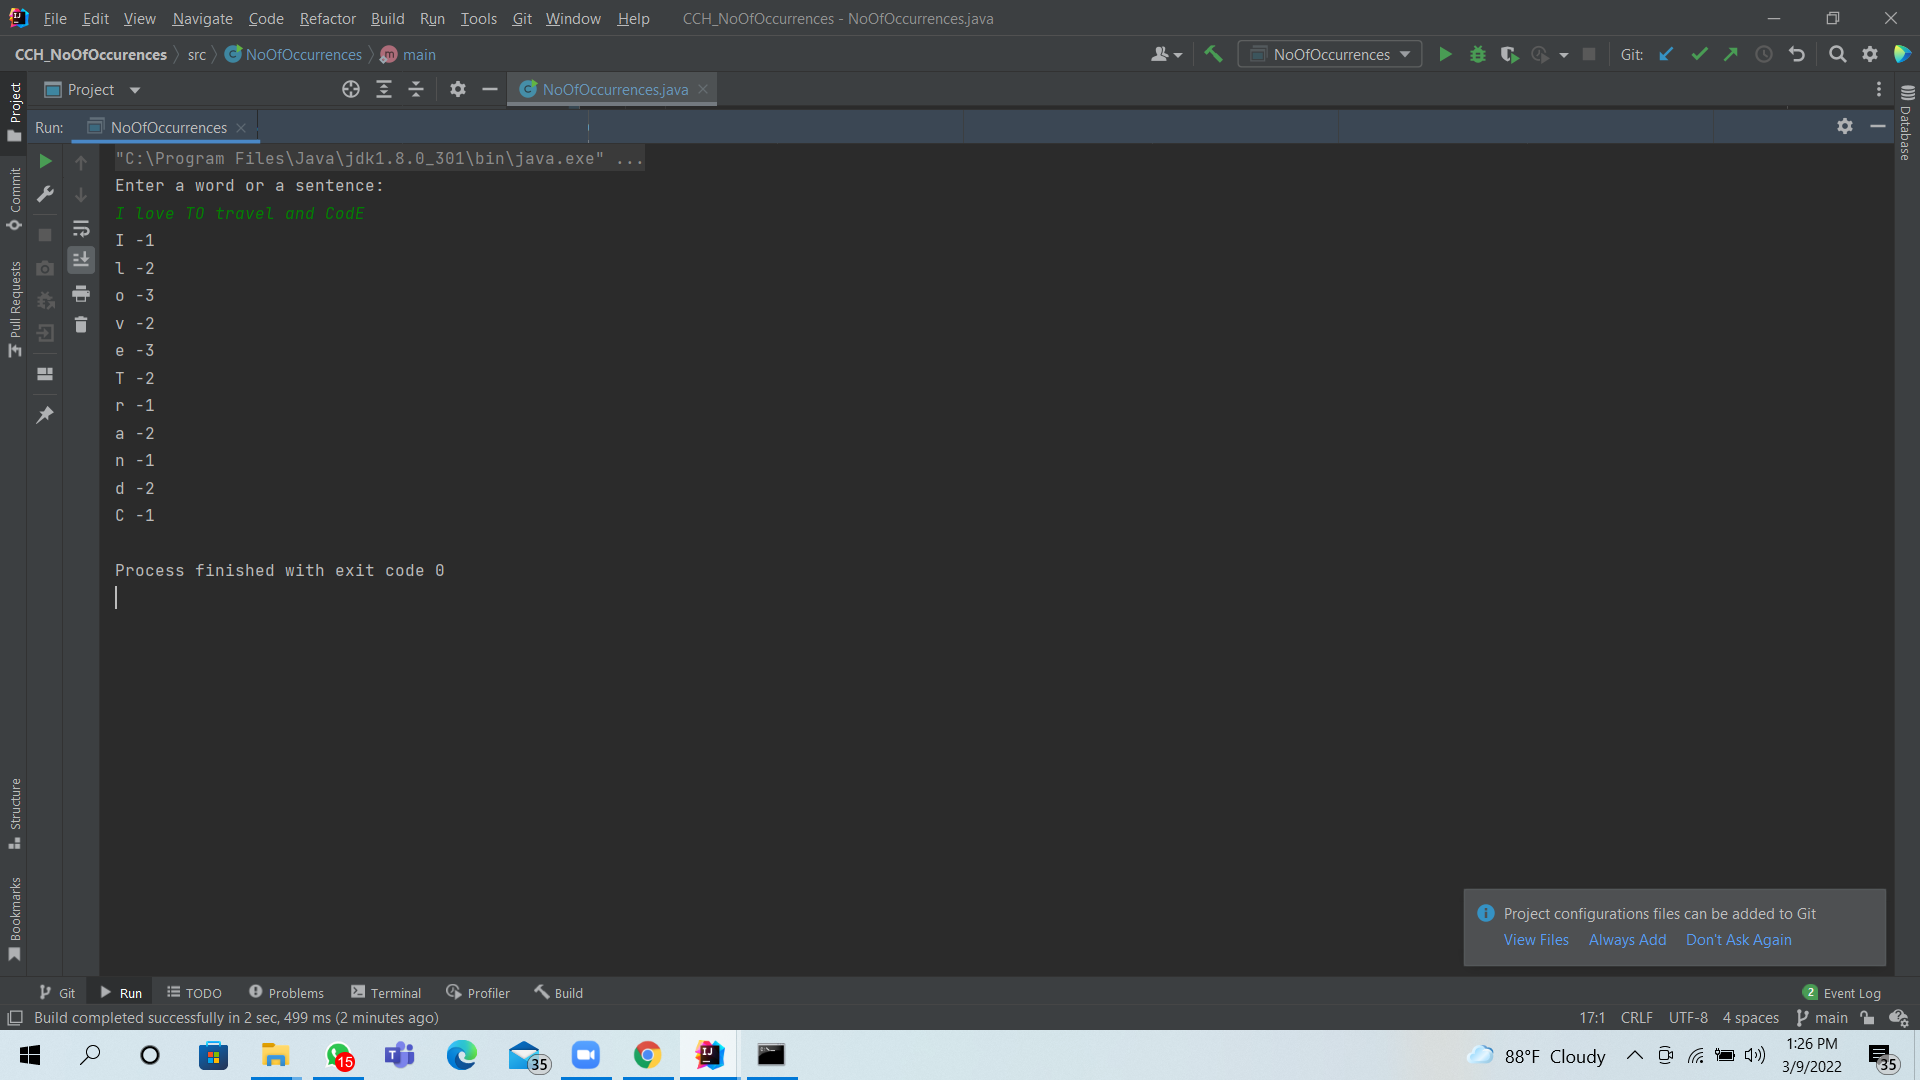 File Edit View Navigate Code Refactor Build Run Tools Git Window Help CCH_NoOfOccurrences - NoOfOccurrences.java
CCH_NoOfOccurences src NoOfOccurrences main NoOfOccurrences Git:
Project Project NoOfOccurrences.java
Run: NoOfOccurrences
Database
Commit
Pull Requests
Structure
Bookmarks
"C:\Program Files\Java\jdk1.8.0_301\bin\java.exe" ...
Enter a word or a sentence:
I love TO travel and CodE
I -1
l -2
o -3
v -2
e -3
T -2
r -1
a -2
n -1
d -2
C -1
Process finished with exit code 0
Project configurations files can be added to Git
View Files Always Add Don't Ask Again
Git Run TODO Problems Terminal Profiler Build 2 Event Log
Build completed successfully in 2 sec, 499 ms (2 minutes ago) 17:1 CRLF UTF-8 4 spaces main
15 35 88°F Cloudy 1:26 PM
3/9/2022 35